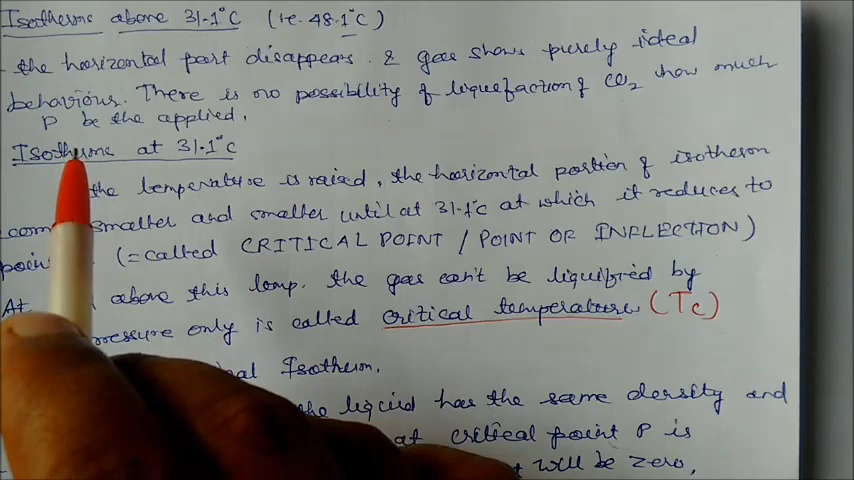 Isotherms above 31.1°C (i.e. 48.1°C)
- the horizontal part disappears & gas shows purely ideal
behaviour. There is no possibility of liquefaction of CO2 how much
P be the applied.
Isotherms at 31.1°C
the temperature is raised, the horizontal portion of isotherm
smaller and smaller until at 31.1°C at which it reduces to
(= called CRITICAL POINT / POINT OF INFLECTION)
At above this temp. the gas can't be liquified by
only is called critical temperature (Tc)
Isotherm.
the liquid has the same density and
at critical point P is
will be zero,